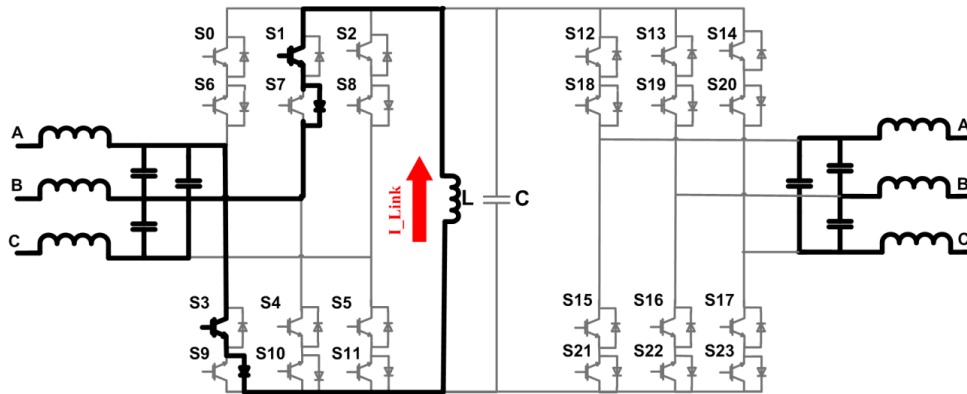 S0 S1 S2 S12 S13 S14
S6 S7 S8 S18 S19 S20
A A
B I_Link L C B
C C
S3 S4 S5 S15 S16 S17
S9 S10 S11 S21 S22 S23